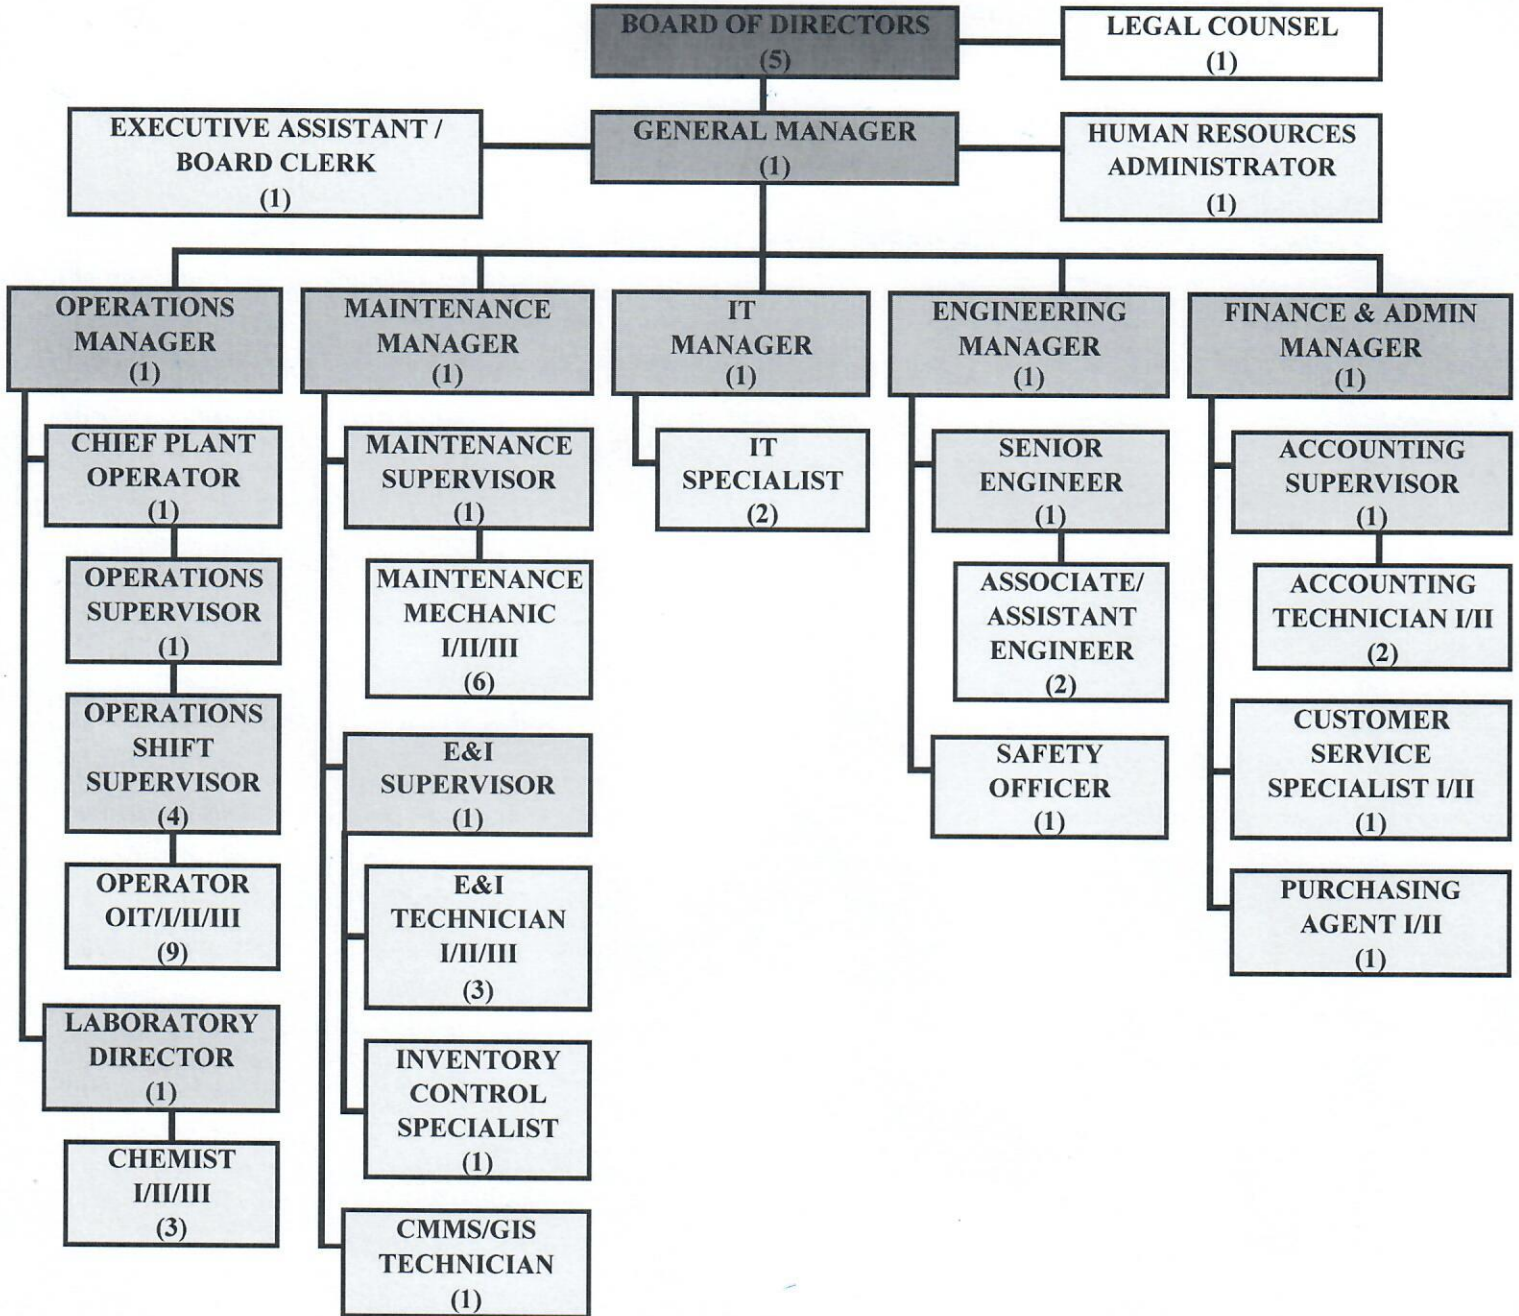 BOARD OF DIRECTORS
(5)
LEGAL COUNSEL
(1)
EXECUTIVE ASSISTANT /
BOARD CLERK
(1)
GENERAL MANAGER
(1)
HUMAN RESOURCES
ADMINISTRATOR
(1)
OPERATIONS
MANAGER
(1)
MAINTENANCE
MANAGER
(1)
IT
MANAGER
(1)
ENGINEERING
MANAGER
(1)
FINANCE & ADMIN
MANAGER
(1)
CHIEF PLANT
OPERATOR
(1)
OPERATIONS
SUPERVISOR
(1)
OPERATIONS
SHIFT
SUPERVISOR
(4)
OPERATOR
OIT/I/II/III
(9)
LABORATORY
DIRECTOR
(1)
CHEMIST
I/II/III
(3)
MAINTENANCE
SUPERVISOR
(1)
MAINTENANCE
MECHANIC
I/II/III
(6)
E&I
SUPERVISOR
(1)
E&I
TECHNICIAN
I/II/III
(3)
INVENTORY
CONTROL
SPECIALIST
(1)
CMMS/GIS
TECHNICIAN
(1)
IT
SPECIALIST
(2)
SENIOR
ENGINEER
(1)
ASSOCIATE/
ASSISTANT
ENGINEER
(2)
SAFETY
OFFICER
(1)
ACCOUNTING
SUPERVISOR
(1)
ACCOUNTING
TECHNICIAN I/II
(2)
CUSTOMER
SERVICE
SPECIALIST I/II
(1)
PURCHASING
AGENT I/II
(1)